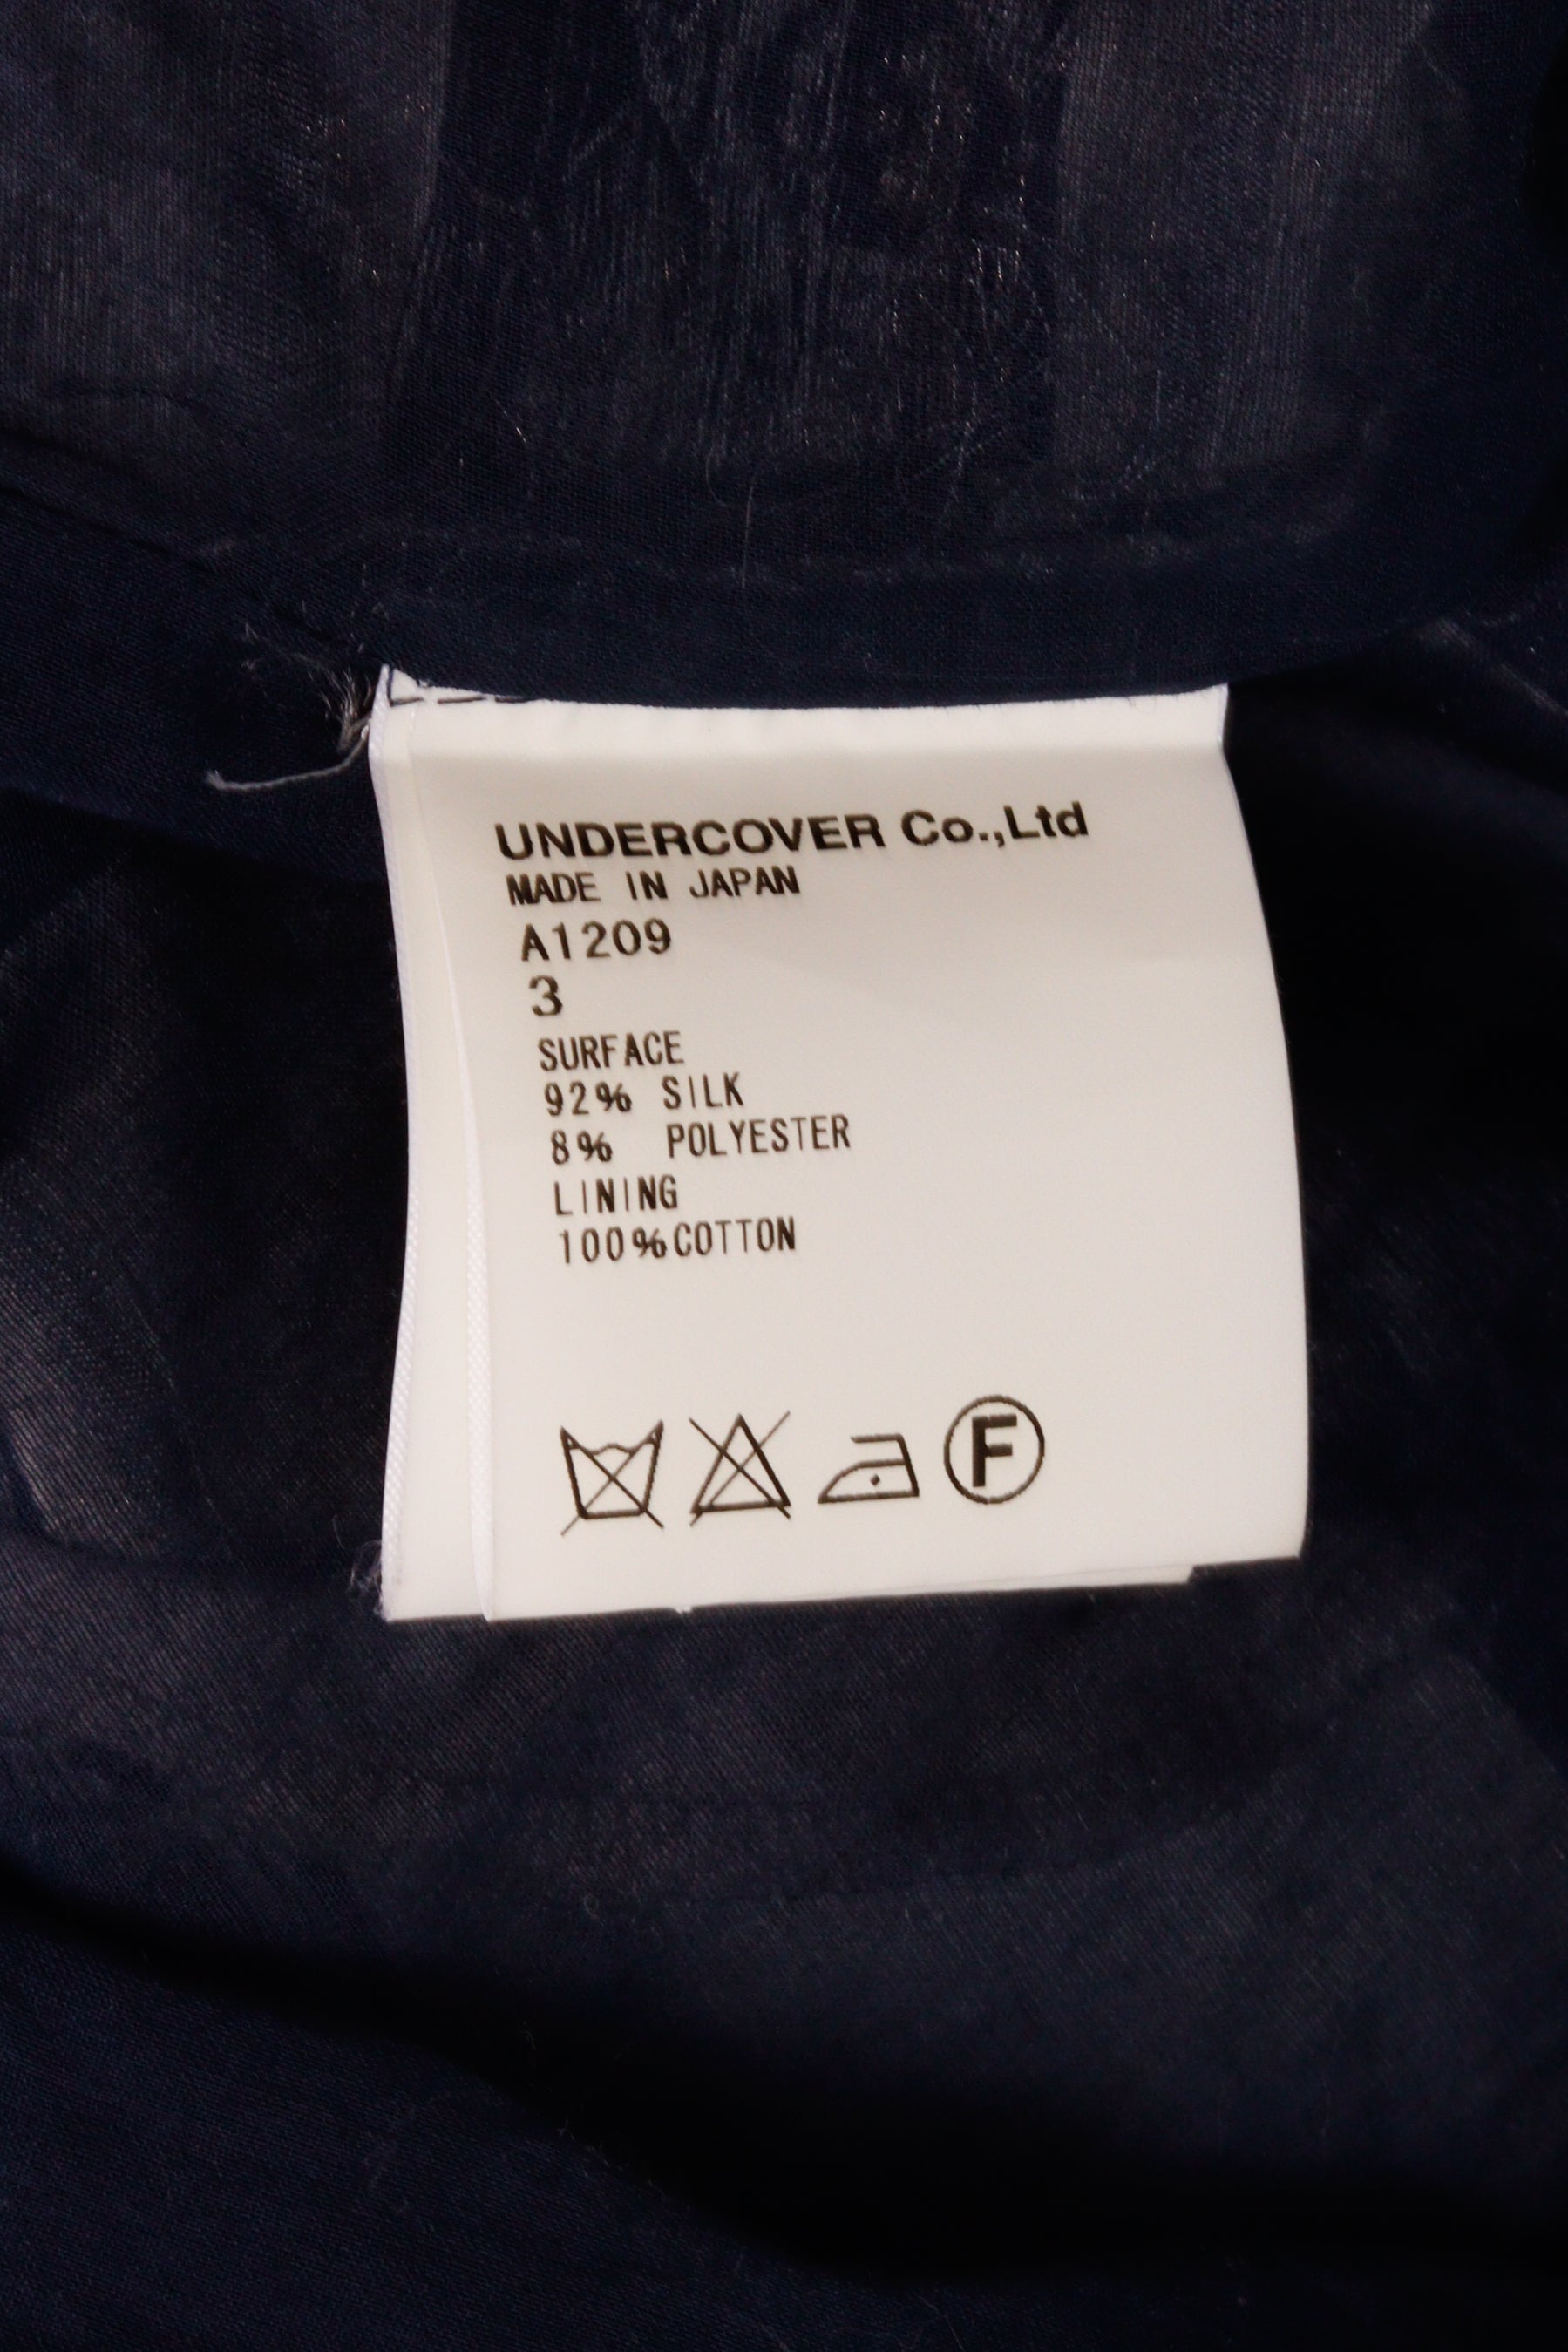 UNDERCOVER Co.,Ltd
MADE IN JAPAN
A1209
3
SURFACE
92% SILK
8% POLYESTER
LINING
100%COTTON
F